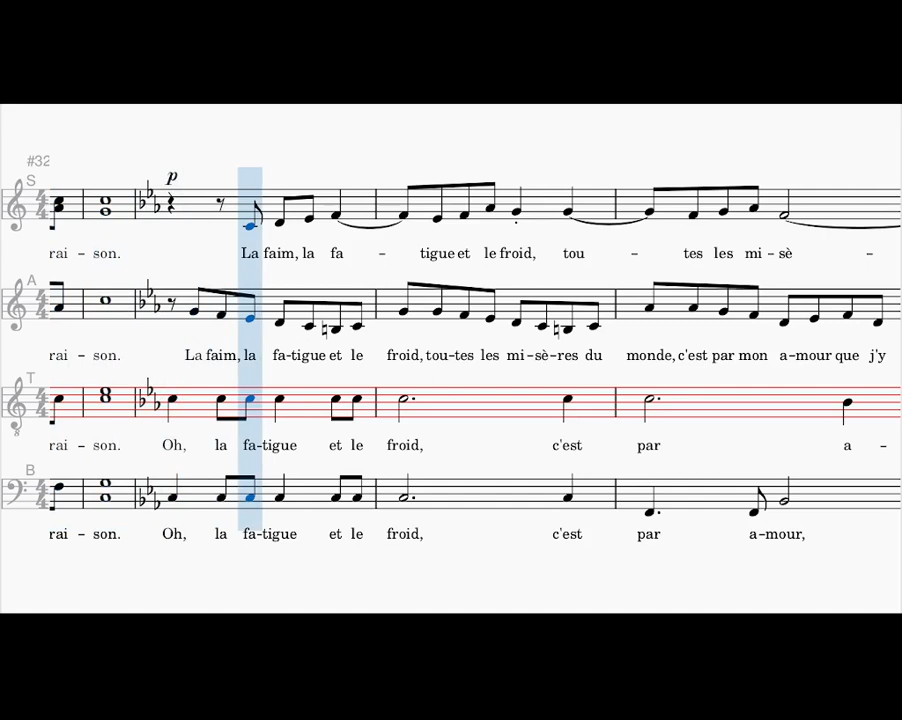 #32
p
S
rai – son. La faim, la fa – tigue et le froid, tou – tes les mi – sè –
A
rai – son. La faim, la fa–tigue et le froid, tou–tes les mi–sè–res du monde, c'est par mon a–mour que j'y
T
8
rai – son. Oh, la fa–tigue et le froid, c'est par a –
B
rai – son. Oh, la fa–tigue et le froid, c'est par a–mour,